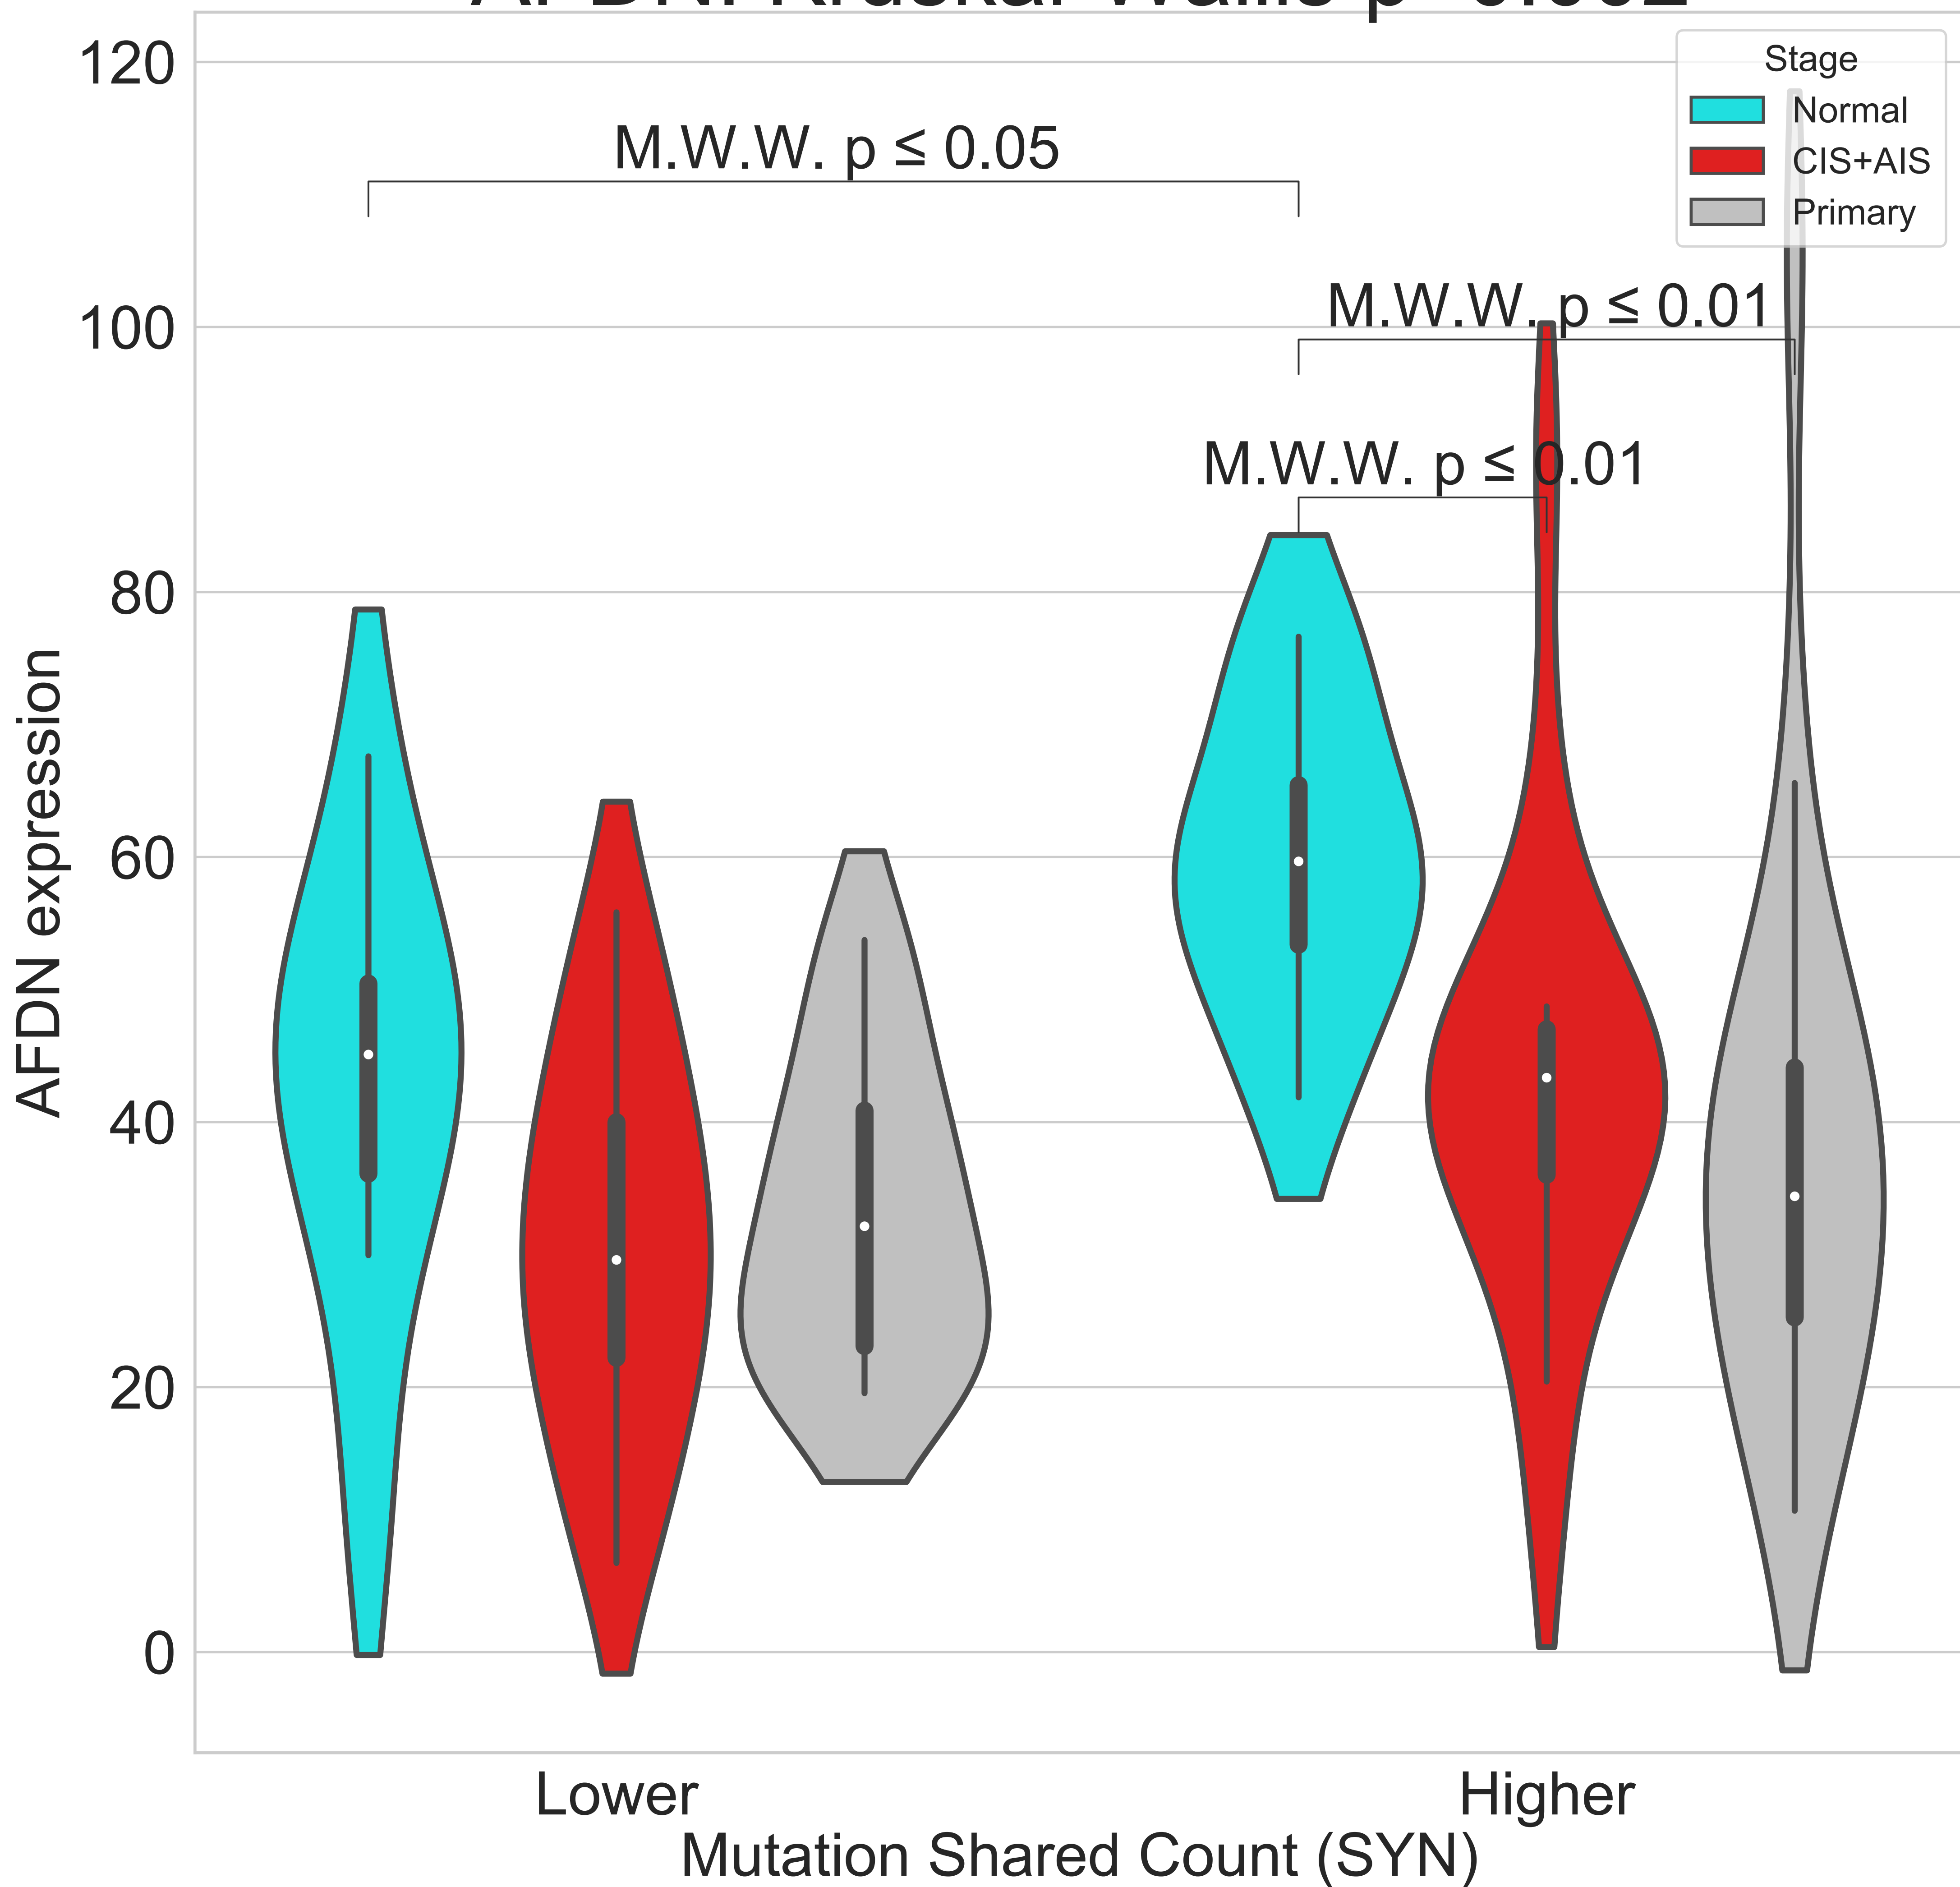 120
100
80
60
40
20
0
AFDN expression
M.W.W. p ≤ 0.05
M.W.W. p ≤ 0.01
M.W.W. p ≤ 0.01
Stage
Normal
CIS+AIS
Primary
Lower
Higher
Mutation Shared Count (SYN)